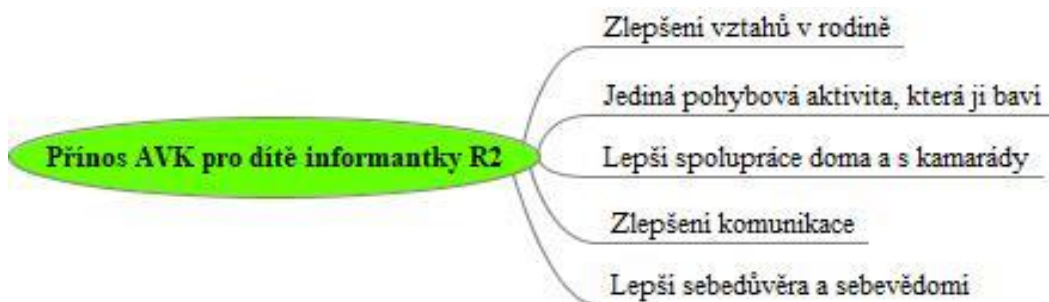 Zlepšení vztahů v rodině
Jediná pohybová aktivita, která ji baví
Přínos AVK pro dítě informantky R2
Lepší spolupráce doma a s kamarády
Zlepšení komunikace
Lepší sebedůvěra a sebevědomí